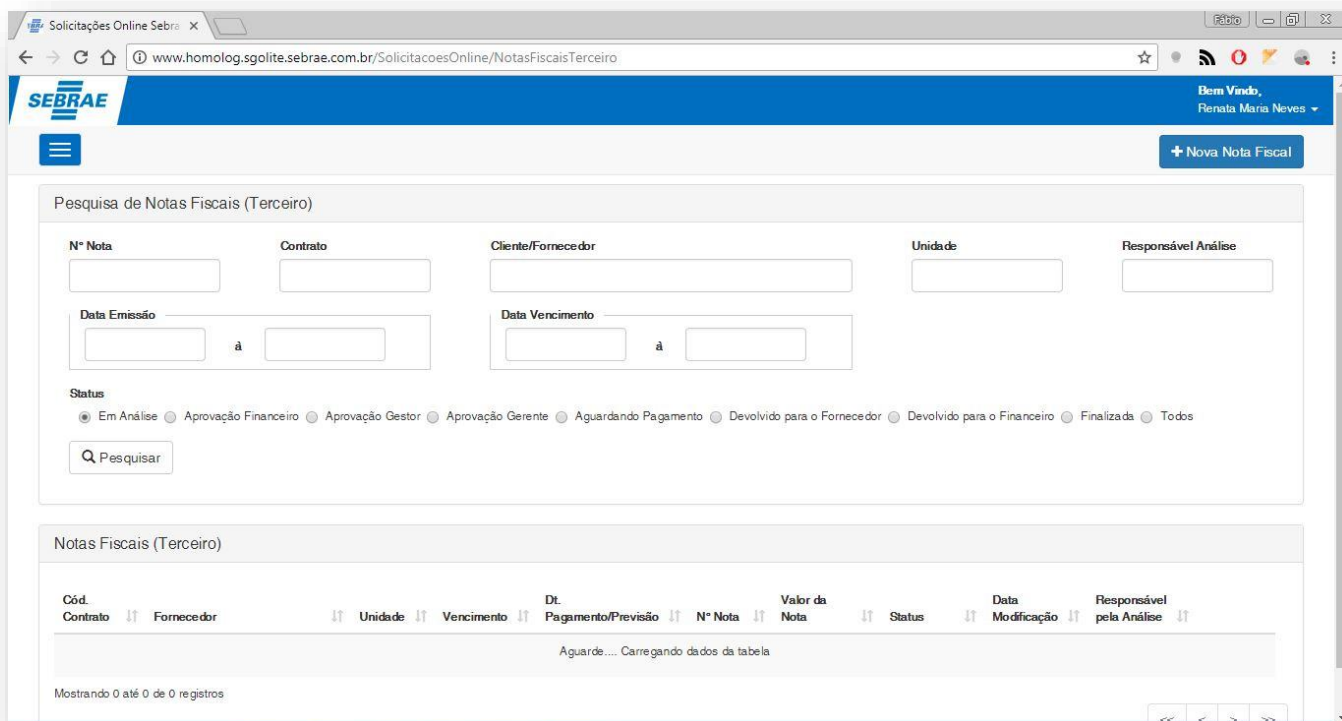 Solicitações Online Sebra
Fábio
www.homolog.sgolite.sebrae.com.br/SolicitacoesOnline/NotasFiscaisTerceiro
SEBRAE
Bem Vindo,
Renata Maria Neves
+ Nova Nota Fiscal
Pesquisa de Notas Fiscais (Terceiro)
N° Nota Contrato Cliente/Fornecedor Unidade Responsável Análise
Data Emissão Data Vencimento
à à
Status
Em Análise Aprovação Financeiro Aprovação Gestor Aprovação Gerente Aguardando Pagamento Devolvido para o Fornecedor Devolvido para o Financeiro Finalizada Todos
Pesquisar
Notas Fiscais (Terceiro)
Cód. Dt. Valor da Data Responsável
Contrato Fornecedor Unidade Vencimento Pagamento/Previsão N° Nota Nota Status Modificação pela Análise
Aguarde.... Carregando dados da tabela
Mostrando 0 até 0 de 0 registros
<< < > >>